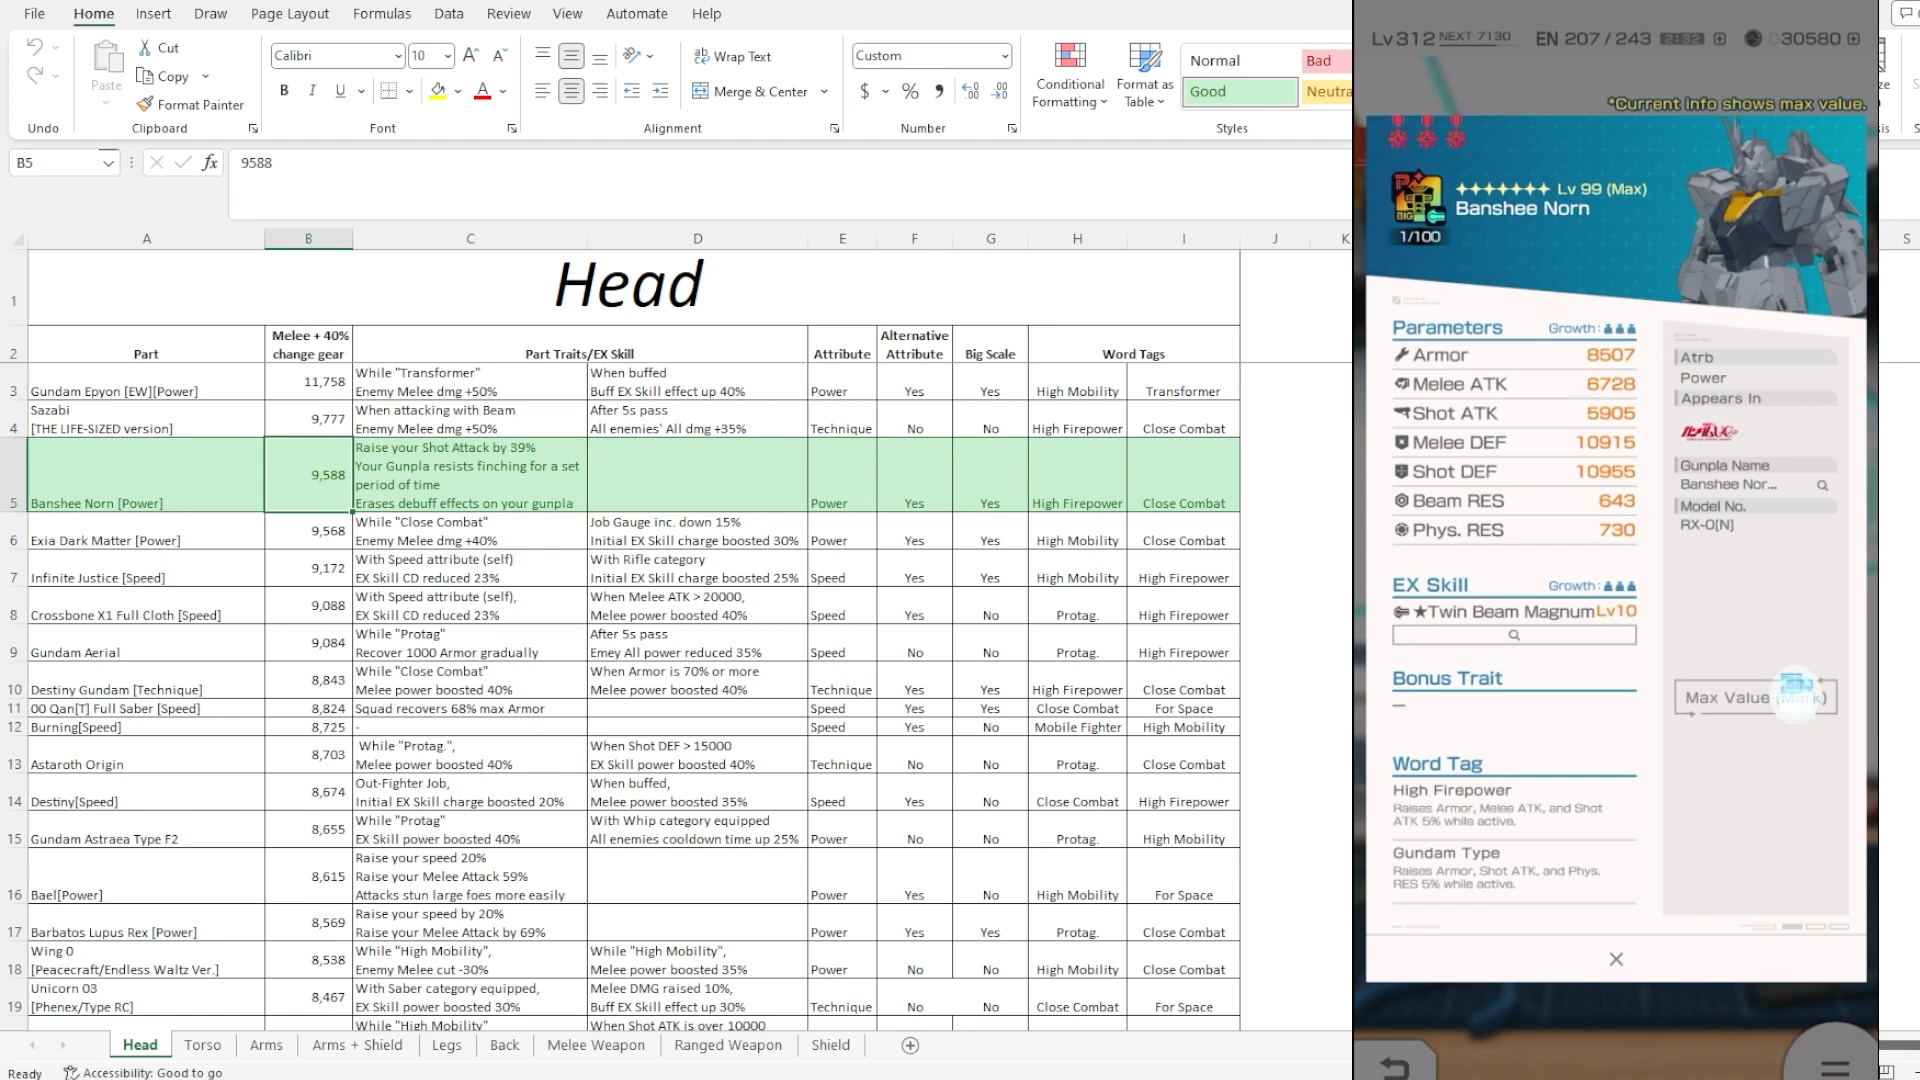 File Home Insert Draw Page Layout Formulas Data Review View Automate Help
Paste
Cut
Copy
Format Painter
Calibri 10
B I U
Wrap Text
Merge & Center
Custom
$ %
Conditional
Formatting
Format as
Table
Normal Bad
Good Neutra
Undo Clipboard Font Alignment Number Styles
B5 fx 9588
A B C D E F G H I J K S
1 Head
2 Part Melee + 40%
change gear Part Traits/EX Skill Attribute Alternative
Attribute Big Scale Word Tags
3 Gundam Epyon [EW][Power] 11,758 While "Transformer"
Enemy Melee dmg +50% When buffed
Buff EX Skill effect up 40% Power Yes Yes High Mobility Transformer
4 Sazabi
[THE LIFE-SIZED version] 9,777 When attacking with Beam
Enemy Melee dmg +50% After 5s pass
All enemies' All dmg +35% Technique No No High Firepower Close Combat
5 Banshee Norn [Power] 9,588 Raise your Shot Attack by 39%
Your Gunpla resists finching for a set
period of time
Erases debuff effects on your gunpla Power Yes Yes High Firepower Close Combat
6 Exia Dark Matter [Power] 9,568 While "Close Combat"
Enemy Melee dmg +40% Job Gauge inc. down 15%
Initial EX Skill charge boosted 30% Power Yes Yes High Mobility Close Combat
7 Infinite Justice [Speed] 9,172 With Speed attribute (self)
EX Skill CD reduced 23% With Rifle category
Initial EX Skill charge boosted 25% Speed Yes Yes High Mobility High Firepower
8 Crossbone X1 Full Cloth [Speed] 9,088 With Speed attribute (self),
EX Skill CD reduced 23% When Melee ATK > 20000,
Melee power boosted 40% Speed Yes No Protag. High Firepower
9 Gundam Aerial 9,084 While "Protag"
Recover 1000 Armor gradually After 5s pass
Emey All power reduced 35% Speed No No Protag. High Firepower
10 Destiny Gundam [Technique] 8,843 While "Close Combat"
Melee power boosted 40% When Armor is 70% or more
Melee power boosted 40% Technique Yes Yes High Firepower Close Combat
11 00 Qan[T] Full Saber [Speed] 8,824 Squad recovers 68% max Armor Speed Yes Yes Close Combat For Space
12 Burning[Speed] 8,725 - Speed Yes No Mobile Fighter High Mobility
13 Astaroth Origin 8,703 While "Protag.",
Melee power boosted 40% When Shot DEF > 15000
EX Skill power boosted 40% Technique No No Protag. Close Combat
14 Destiny[Speed] 8,674 Out-Fighter Job,
Initial EX Skill charge boosted 20% When buffed,
Melee power boosted 35% Speed Yes No Close Combat High Firepower
15 Gundam Astraea Type F2 8,655 While "Protag"
EX Skill power boosted 40% With Whip category equipped
All enemies cooldown time up 25% Power No No Protag. High Mobility
16 Bael[Power] 8,615 Raise your speed 20%
Raise your Melee Attack 59%
Attacks stun large foes more easily Power Yes No High Mobility For Space
17 Barbatos Lupus Rex [Power] 8,569 Raise your speed by 20%
Raise your Melee Attack by 69% Power Yes Yes Protag. Close Combat
18 Wing 0
[Peacecraft/Endless Waltz Ver.] 8,538 While "High Mobility",
Enemy Melee cut -30% While "High Mobility",
Melee power boosted 35% Power No No High Mobility Close Combat
19 Unicorn 03
[Phenex/Type RC] 8,467 With Saber category equipped,
EX Skill power boosted 30% Melee DMG raised 10%,
Buff EX Skill effect up 30% Technique No No Close Combat For Space
While "High Mobility" When Shot ATK is over 10000
Head Torso Arms Arms + Shield Legs Back Melee Weapon Ranged Weapon Shield
Ready Accessibility: Good to go
Lv312 NEXT 7130 EN 207/243 2:32 30580
*Current info shows max value.
BIG
1/100
Lv 99 (Max)
Banshee Norn
Parameters Growth:
Armor 8507
Melee ATK 6728
Shot ATK 5905
Melee DEF 10915
Shot DEF 10955
Beam RES 643
Phys. RES 730
EX Skill Growth:
★Twin Beam Magnum Lv10
Bonus Trait
—
Word Tag
High Firepower
Raises Armor, Melee ATK, and Shot
ATK 5% while active.
Gundam Type
Raises Armor, Shot ATK, and Phys.
RES 5% while active.
Atrb
Power
Appears In
ガンダムUC
Gunpla Name
Banshee Nor...
Model No.
RX-0[N]
Max Value